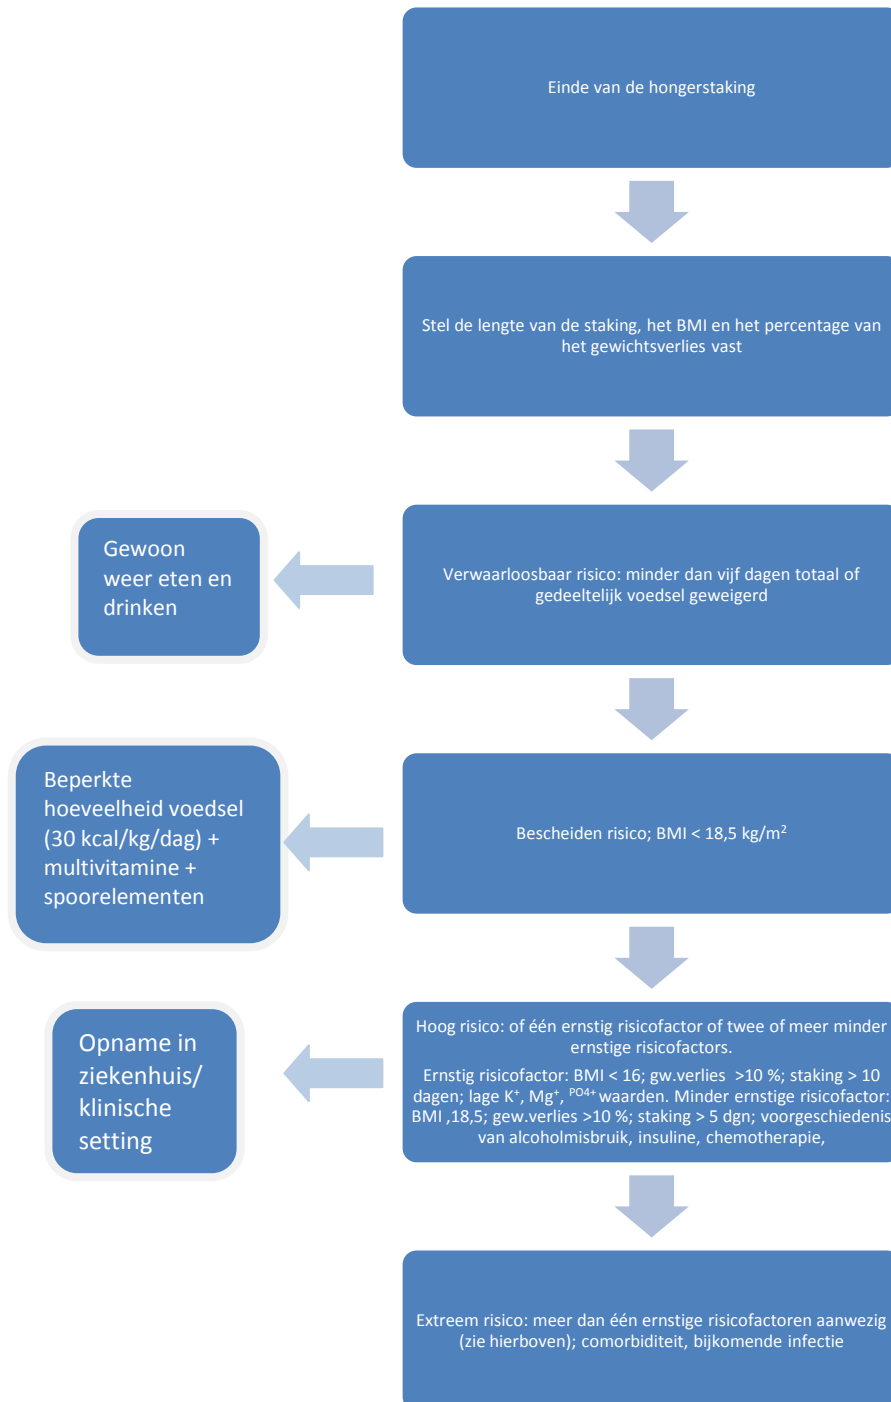 Einde van de hongerstaking
Stel de lengte van de staking, het BMI en het percentage van
het gewichtsverlies vast
Gewoon
weer eten en
drinken
Verwaarloosbaar risico: minder dan vijf dagen totaal of
gedeeltelijk voedsel geweigerd
Beperkte
hoeveelheid voedsel
(30 kcal/kg/dag) +
multivitamine +
spoorelementen
Bescheiden risico; BMI < 18,5 kg/m²
Opname in
ziekenhuis/
klinische
setting
Hoog risico: of één ernstig risicofactor of twee of meer minder
ernstige risicofactors.
Ernstig risicofactor: BMI < 16; gw.verlies >10 %; staking > 10
dagen; lage K⁺, Mg⁺, ᴾᴼ⁴⁺ waarden. Minder ernstige risicofactor:
BMI ,18,5; gew.verlies >10 %; staking > 5 dgn; voorgeschiedenis
van alcoholmisbruik, insuline, chemotherapie,
Extreem risico: meer dan één ernstige risicofactoren aanwezig
(zie hierboven); comorbiditeit, bijkomende infectie